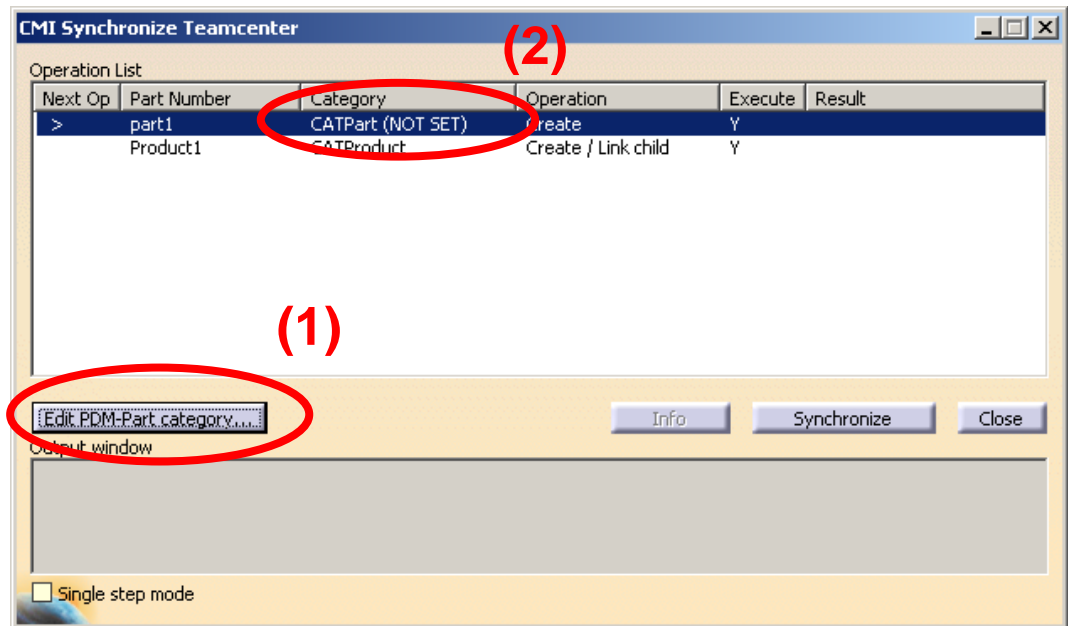 CMI Synchronize Teamcenter
(2)
Operation List
Next Op Part Number Category Operation Execute Result
> part1 CATPart (NOT SET) Create Y
Product1 CATProduct Create / Link child Y
(1)
Edit PDM-Part category.... Info Synchronize Close
Output window
Single step mode